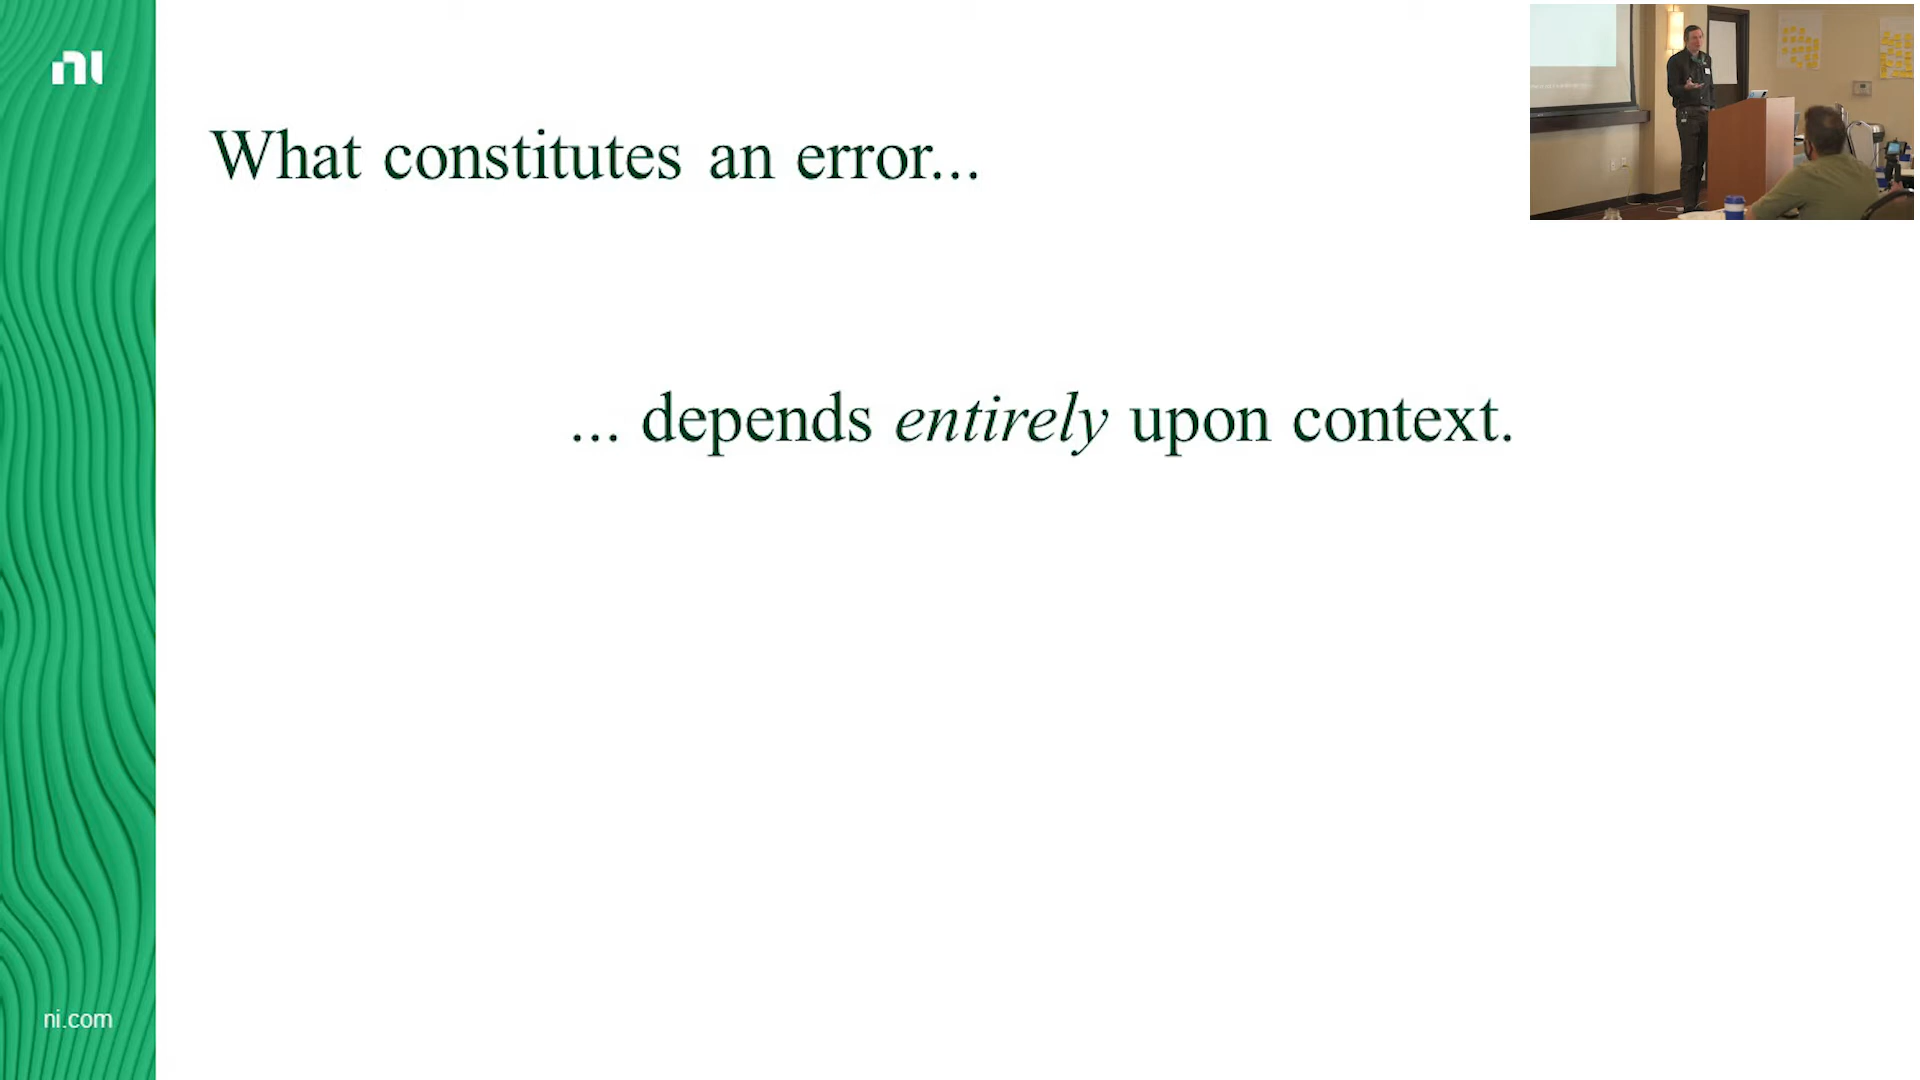 ni
What constitutes an error...
... depends entirely upon context.
ni.com